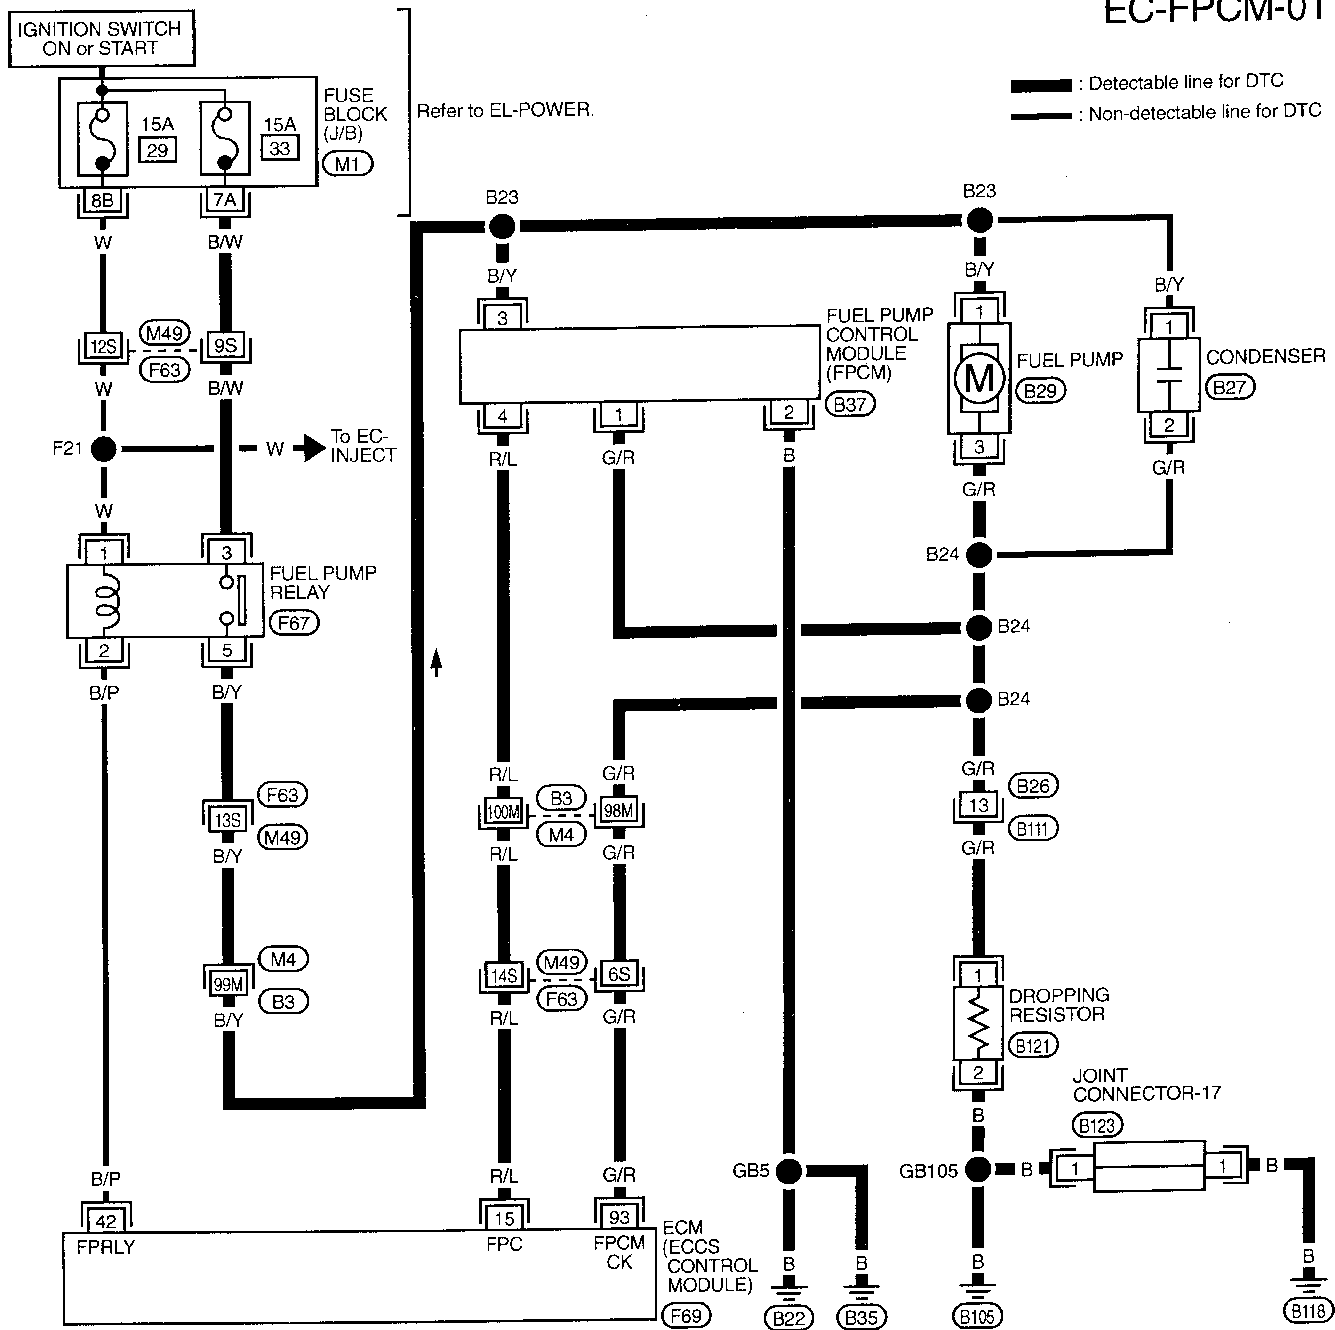 EC-FPCM-01
IGNITION SWITCH
ON or START
: Detectable line for DTC
: Non-detectable line for DTC
FUSE
BLOCK
(J/B)
M1
15A
29
15A
33
Refer to EL-POWER.
8B
7A
W
B/W
B23
B23
B/Y
B/Y
B/Y
3
1
1
12S
M49
F63
9S
W
B/W
FUEL PUMP
CONTROL
MODULE
(FPCM)
B37
M
FUEL PUMP
B29
CONDENSER
B27
4
1
2
3
2
F21
W
To EC-
INJECT
R/L
G/R
B
G/R
G/R
W
1
3
B24
FUEL PUMP
RELAY
F67
B24
2
5
B/P
B/Y
B24
R/L
G/R
G/R
13S
F63
M49
100M
B3
M4
98M
13
B26
B111
B/Y
R/L
G/R
G/R
99M
M4
B3
14S
M49
F63
6S
1
DROPPING
RESISTOR
B121
2
B/Y
R/L
G/R
JOINT
CONNECTOR-17
B123
B
B/P
R/L
G/R
GB5
GB105
B
1
1
B
42
15
93
FPRLY
FPC
FPCM
CK
ECM
(ECCS
CONTROL
MODULE)
F69
B
B
B
B
B22
B35
B105
B118